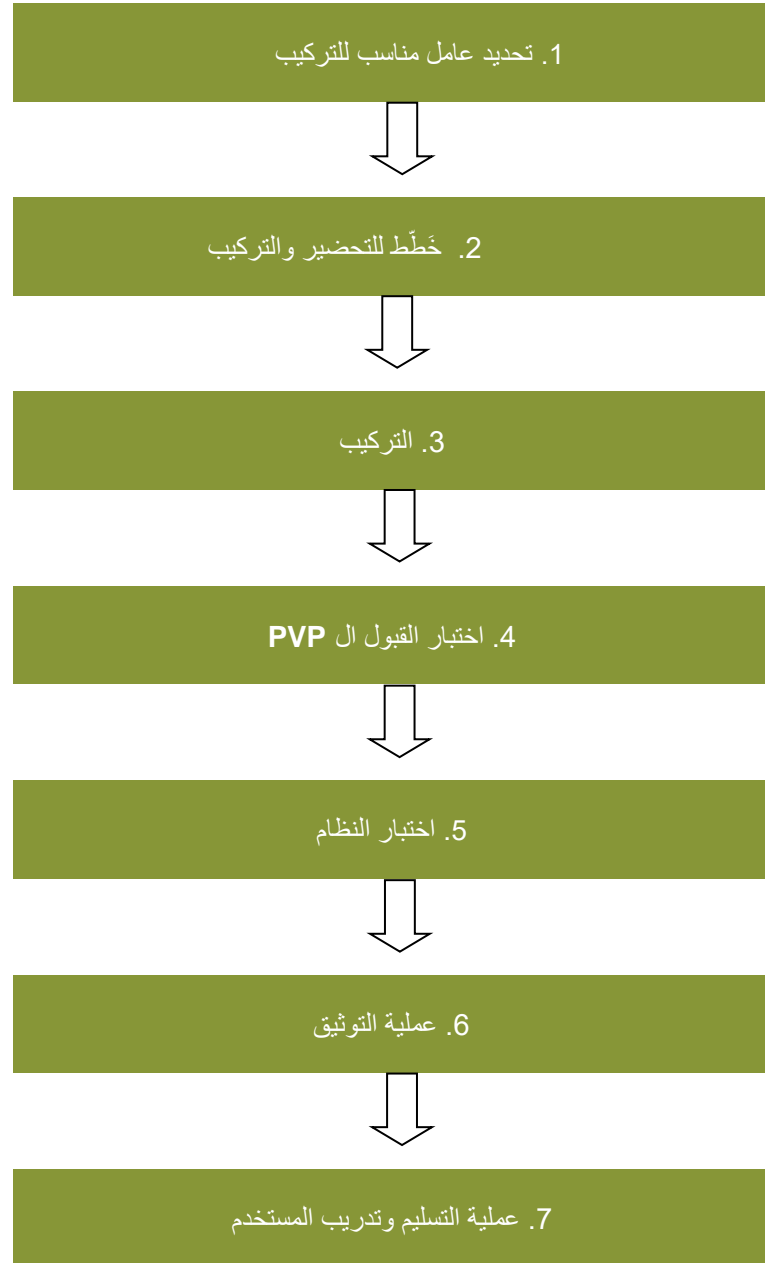 1. تحديد عامل مناسب للتركيب
2. خَطّط للتحضير والتركيب
3. التركيب
4. اختبار القبول ال PVP
5. اختبار النظام
6. عملية التوثيق
7. عملية التسليم وتدريب المستخدم